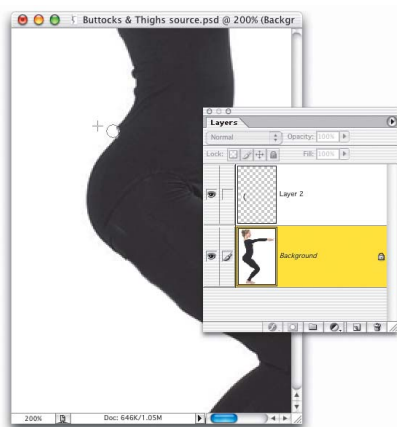 Buttocks & Thighs source.psd @ 200% (Backgr
Layers
Normal Opacity: 100%
Lock: Fill: 100%
Layer 2
Background
200% Doc: 646K/1.05M